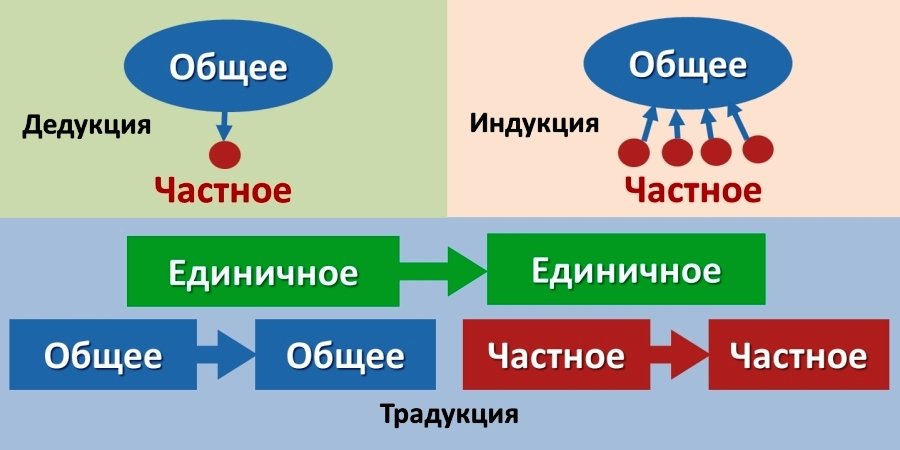 Общее
Дедукция
Частное
Общее
Индукция
Частное
Единичное
Единичное
Общее
Общее
Частное
Частное
Традукция